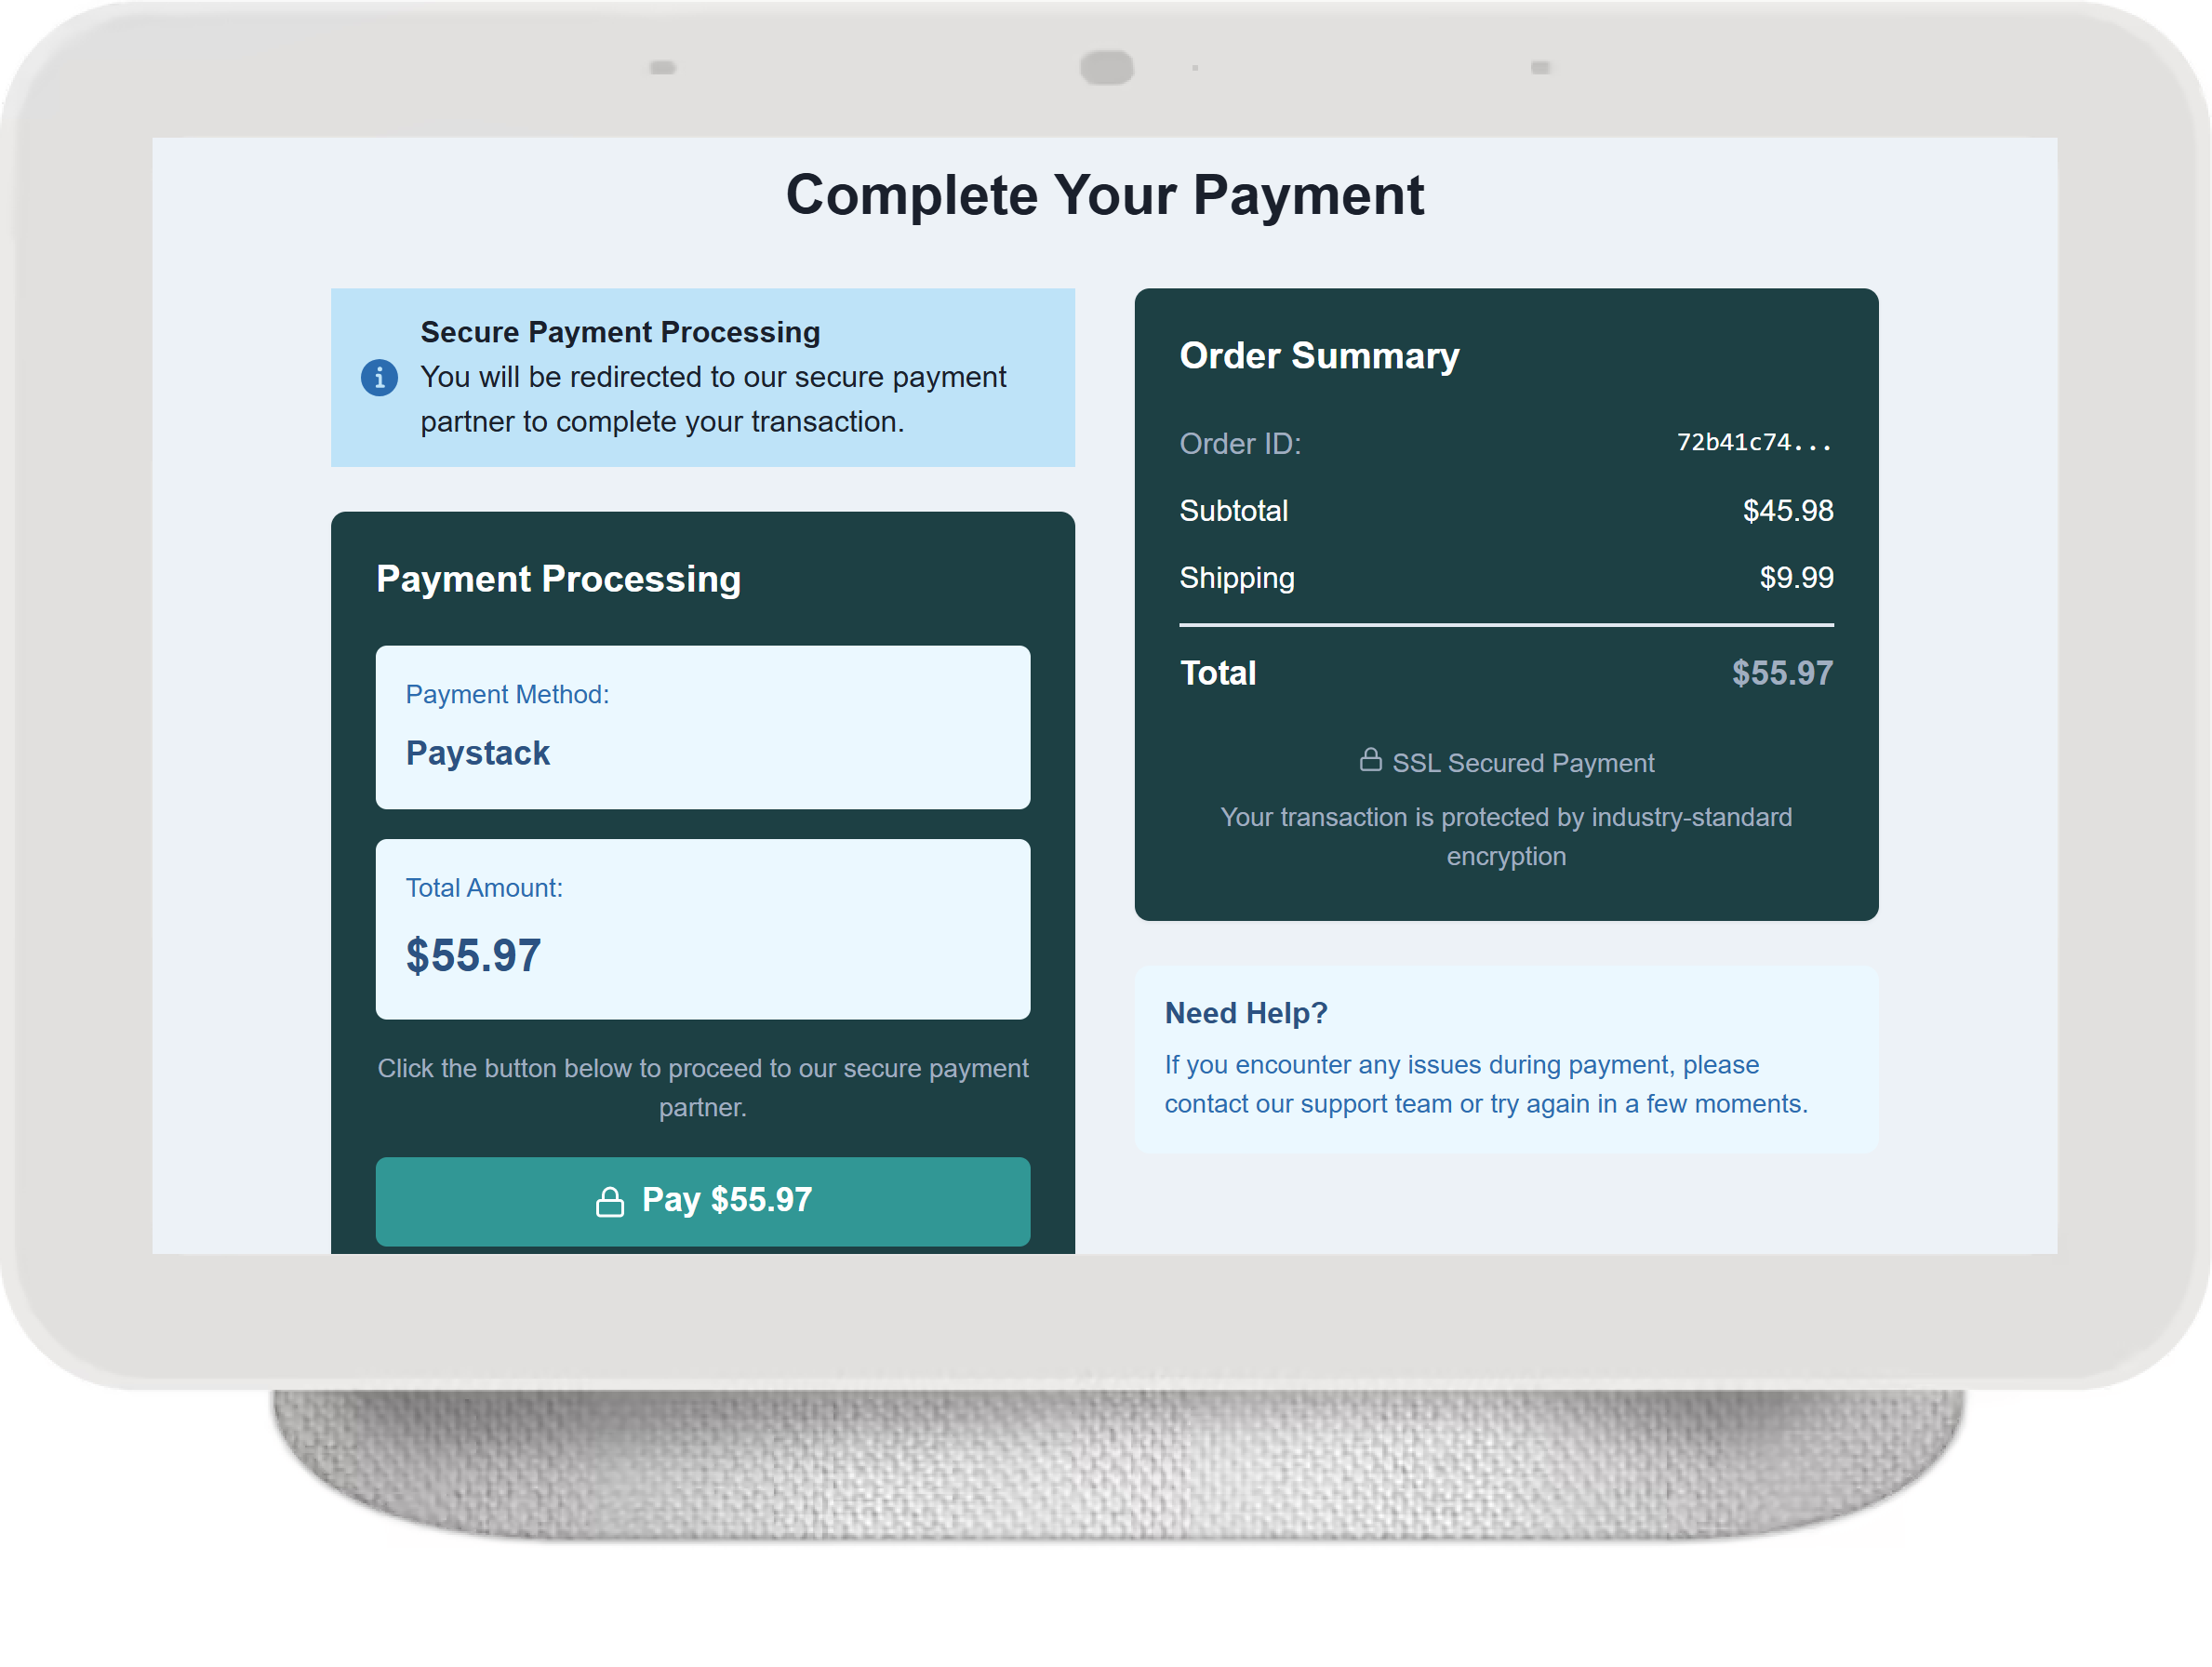 Complete Your Payment
Secure Payment Processing
You will be redirected to our secure payment
partner to complete your transaction.
Payment Processing
Payment Method:
Paystack
Total Amount:
$55.97
Click the button below to proceed to our secure payment
partner.
Pay $55.97
Order Summary
Order ID: 72b41c74...
Subtotal $45.98
Shipping $9.99
Total $55.97
SSL Secured Payment
Your transaction is protected by industry-standard
encryption
Need Help?
If you encounter any issues during payment, please
contact our support team or try again in a few moments.